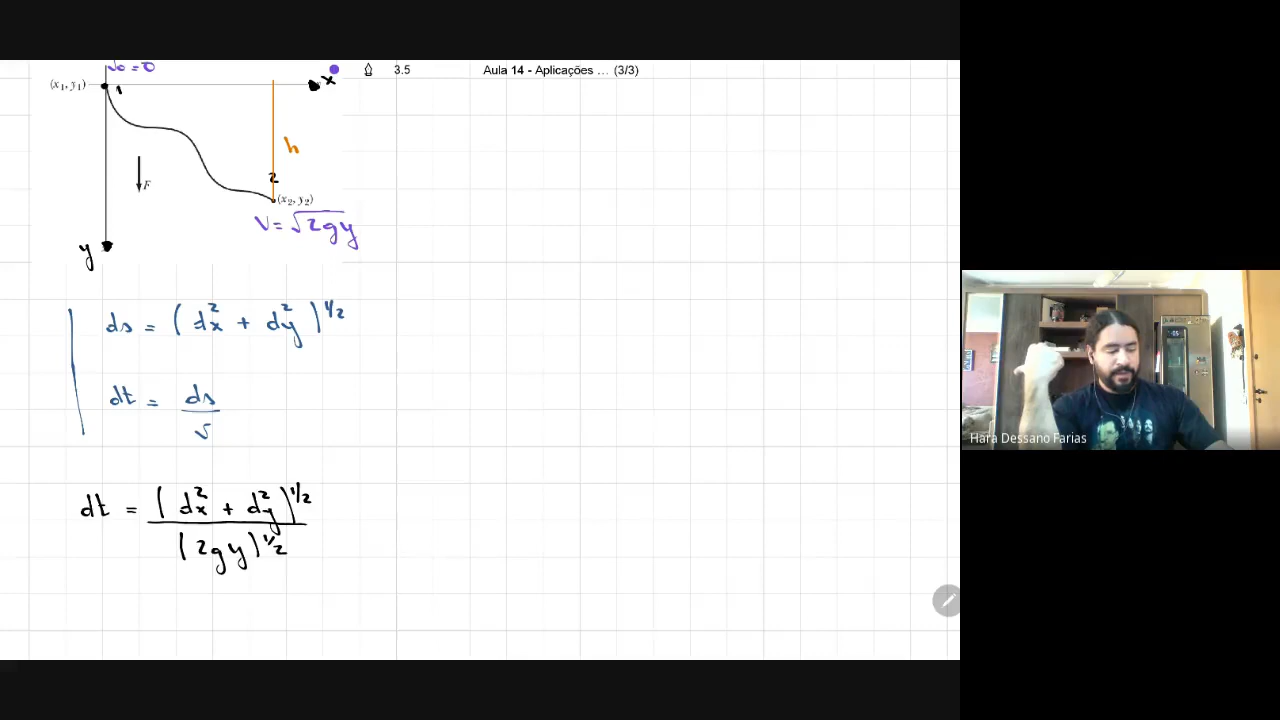 v₀ = 0
3.5 Aula 14 - Aplicações ... (3/3)
(x₁, y₁) 1 x
h
2
F
(x₂, y₂)
v = √2gy
y
ds = (dx² + dy²)^1/2
dt = ds/v
dt = (dx² + dy²)^1/2 / (2gy)^1/2
Hara Dessano Farias